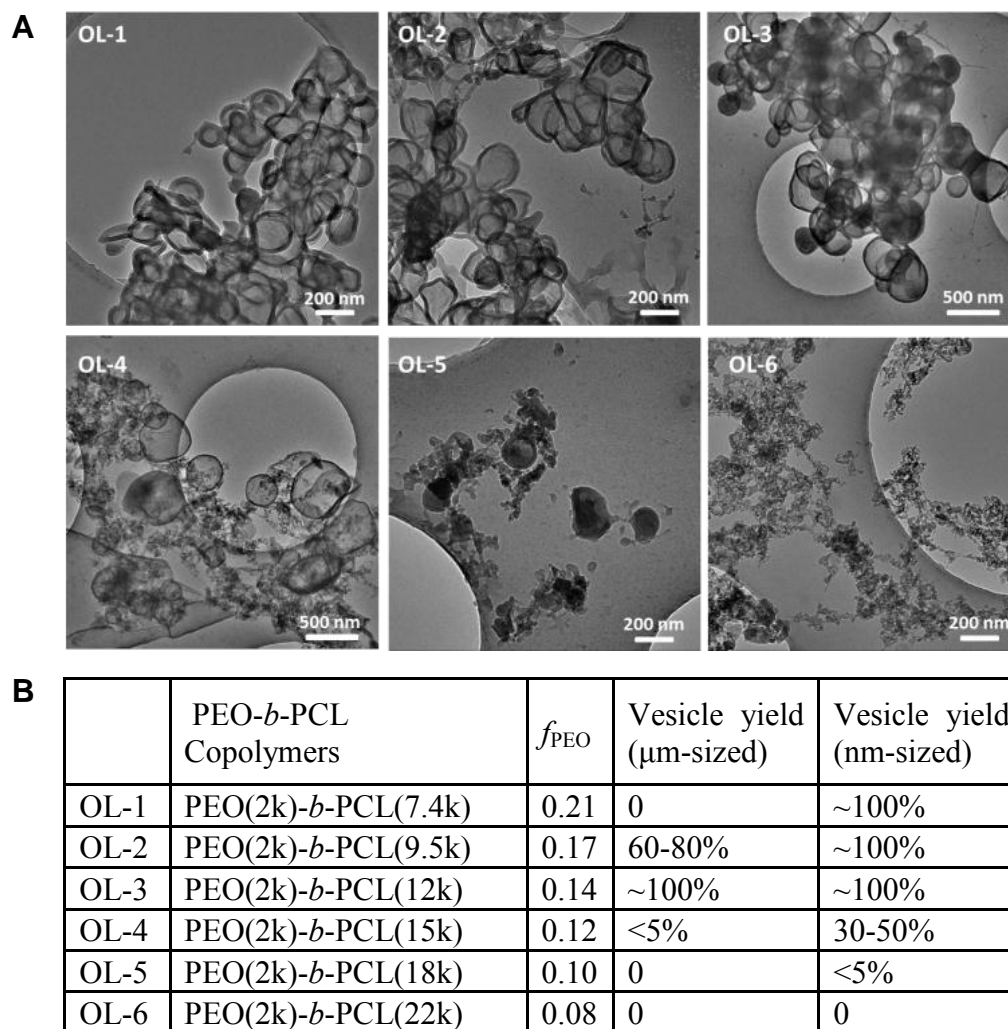 A
OL-1
200 nm
OL-2
200 nm
OL-3
500 nm
OL-4
500 nm
OL-5
200 nm
OL-6
200 nm
B
PEO-b-PCL Copolymers fPEO Vesicle yield (μm-sized) Vesicle yield (nm-sized)
OL-1 PEO(2k)-b-PCL(7.4k) 0.21 0 ~100%
OL-2 PEO(2k)-b-PCL(9.5k) 0.17 60-80% ~100%
OL-3 PEO(2k)-b-PCL(12k) 0.14 ~100% ~100%
OL-4 PEO(2k)-b-PCL(15k) 0.12 <5% 30-50%
OL-5 PEO(2k)-b-PCL(18k) 0.10 0 <5%
OL-6 PEO(2k)-b-PCL(22k) 0.08 0 0